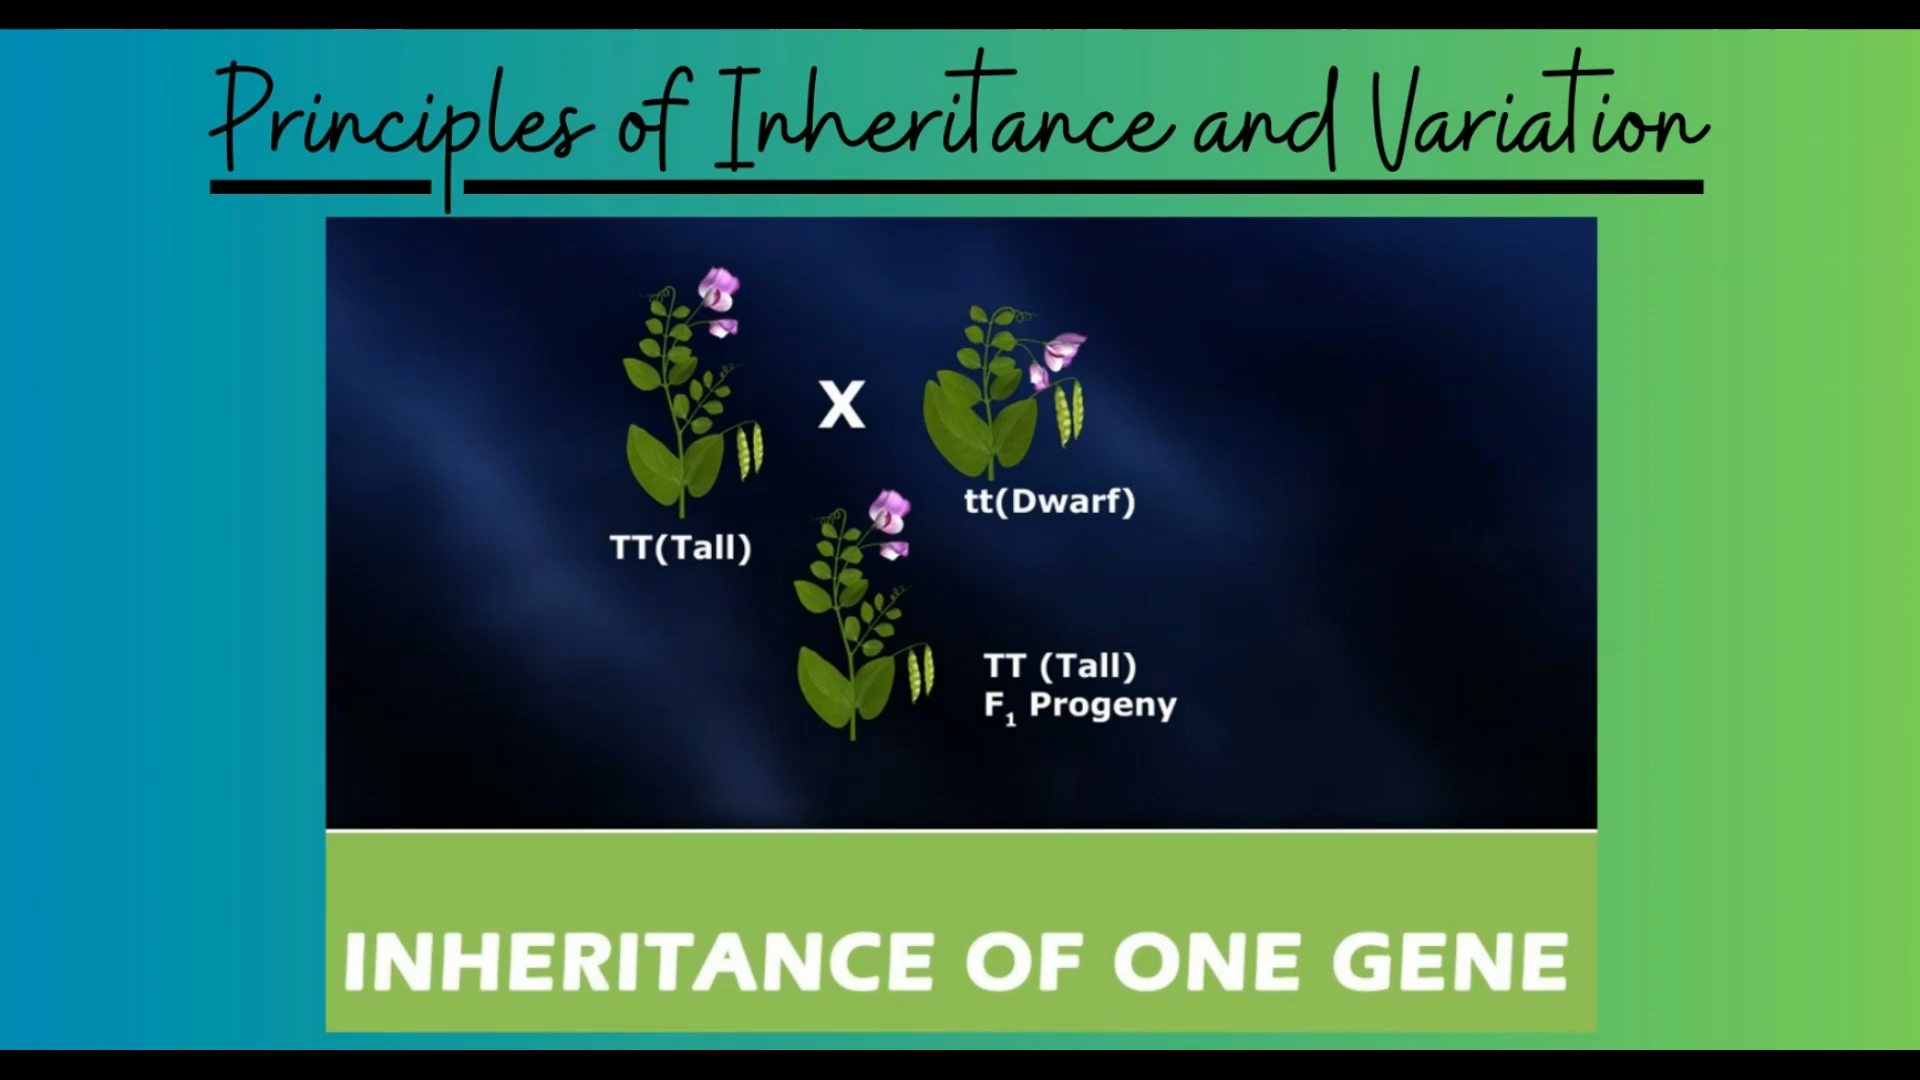 Principles of Inheritance and Variation
X
tt(Dwarf)
TT(Tall)
TT (Tall)
F₁ Progeny
INHERITANCE OF ONE GENE